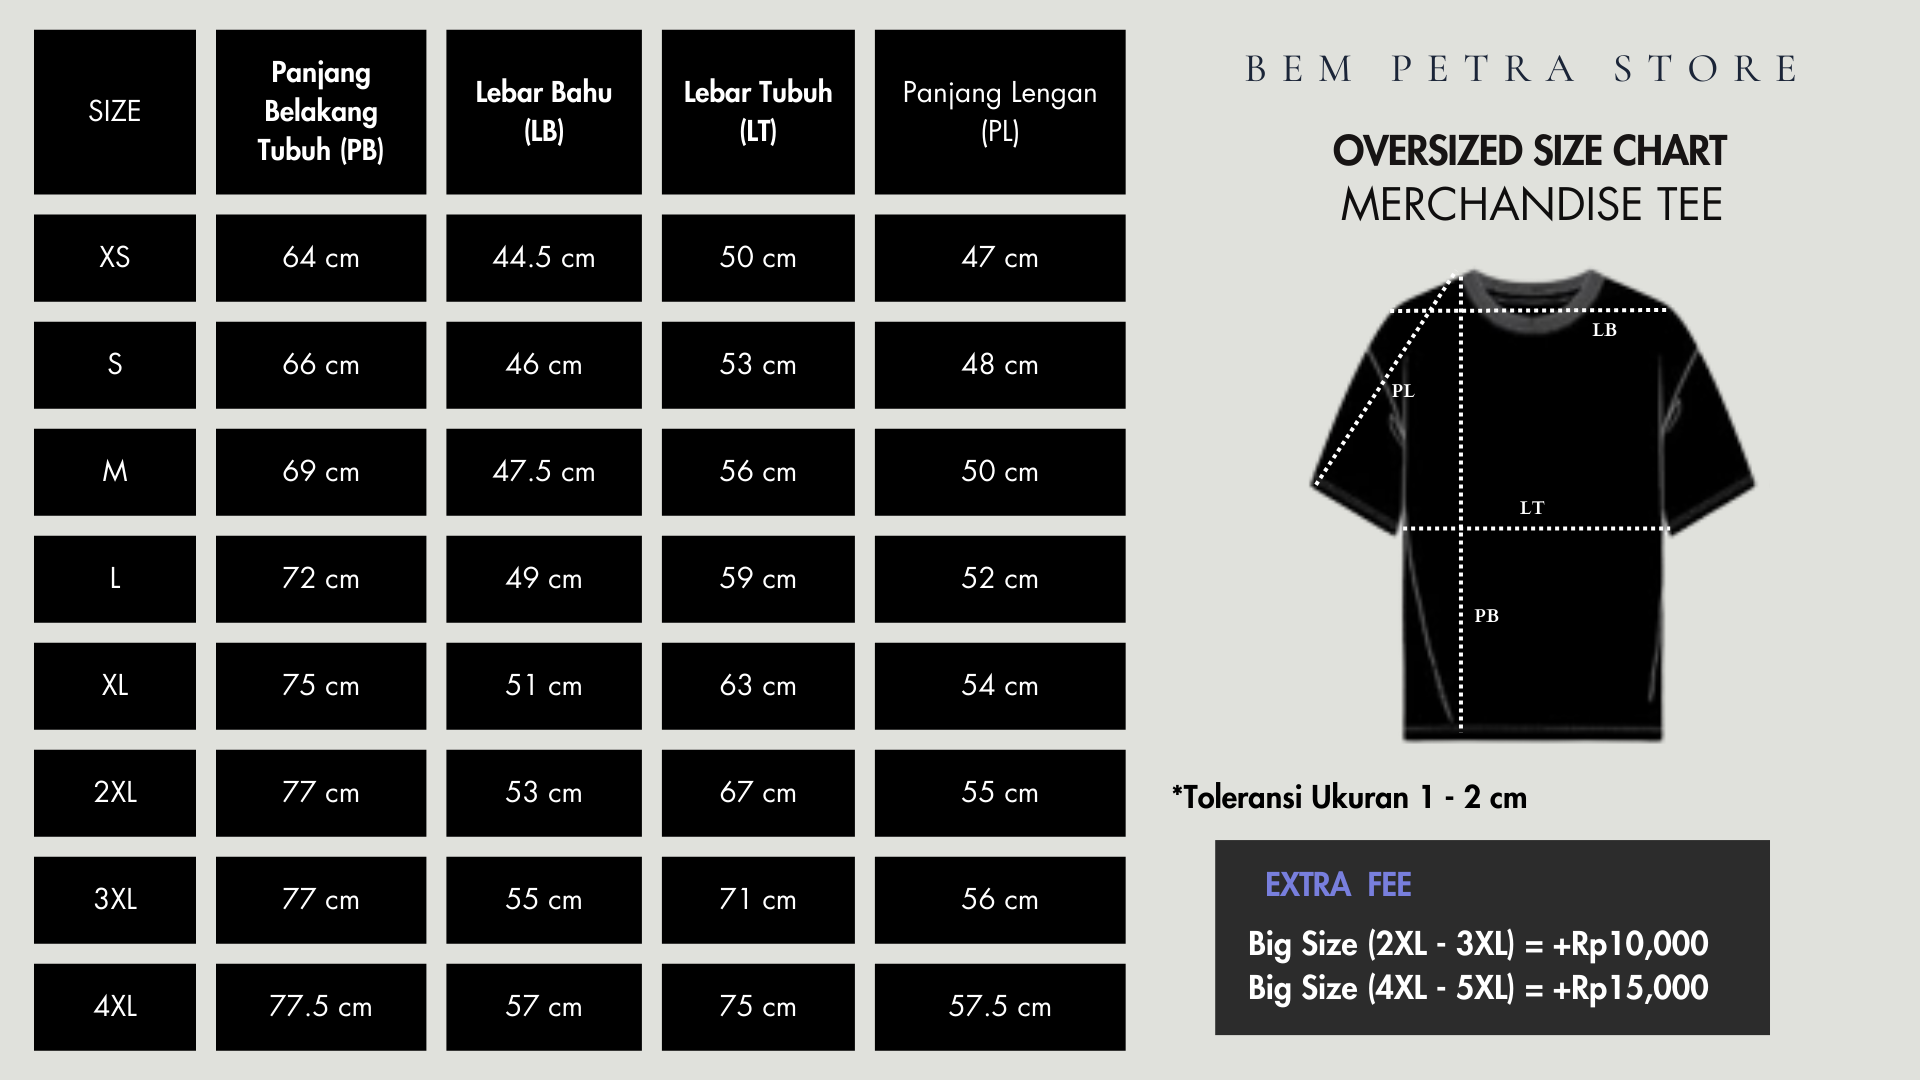 SIZE
Panjang
Belakang
Tubuh (PB)
Lebar Bahu
(LB)
Lebar Tubuh
(LT)
Panjang Lengan
(PL)
XS 64 cm 44.5 cm 50 cm 47 cm
S 66 cm 46 cm 53 cm 48 cm
M 69 cm 47.5 cm 56 cm 50 cm
L 72 cm 49 cm 59 cm 52 cm
XL 75 cm 51 cm 63 cm 54 cm
2XL 77 cm 53 cm 67 cm 55 cm
3XL 77 cm 55 cm 71 cm 56 cm
4XL 77.5 cm 57 cm 75 cm 57.5 cm
BEM PETRA STORE
OVERSIZED SIZE CHART
MERCHANDISE TEE
LB
PL
LT
PB
*Toleransi Ukuran 1 - 2 cm
EXTRA FEE
Big Size (2XL - 3XL) = +Rp10,000
Big Size (4XL - 5XL) = +Rp15,000